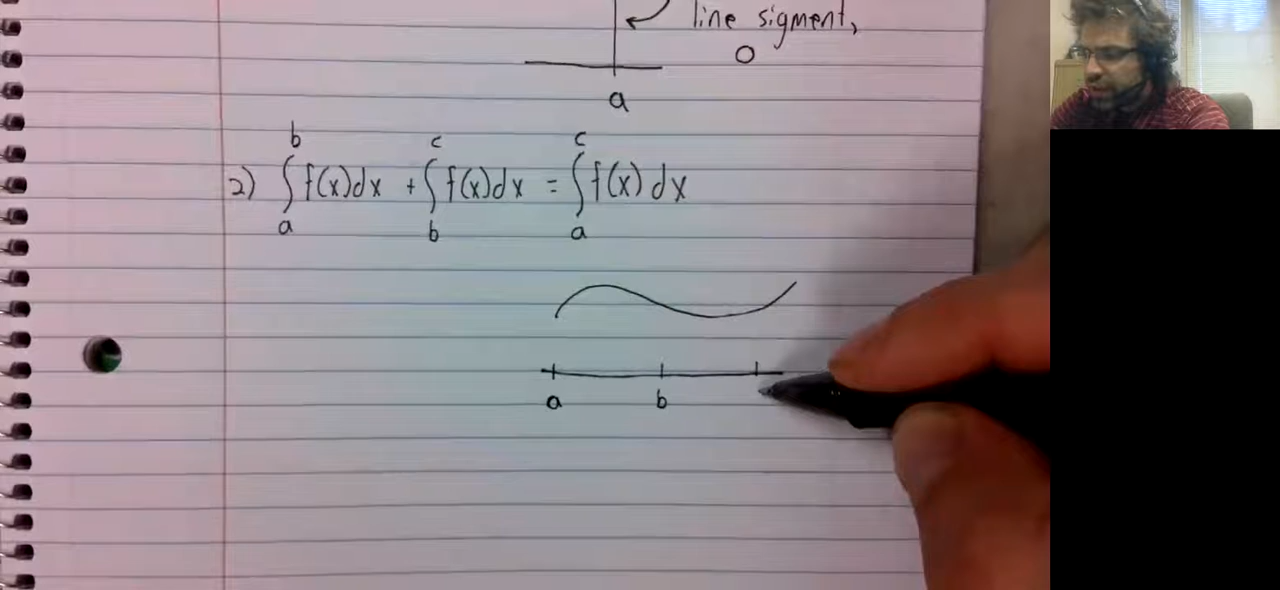 line sigment,
0
a
b c c
2) ∫ f(x)dx + ∫ f(x)dx = ∫ f(x) dx
a b a
a b